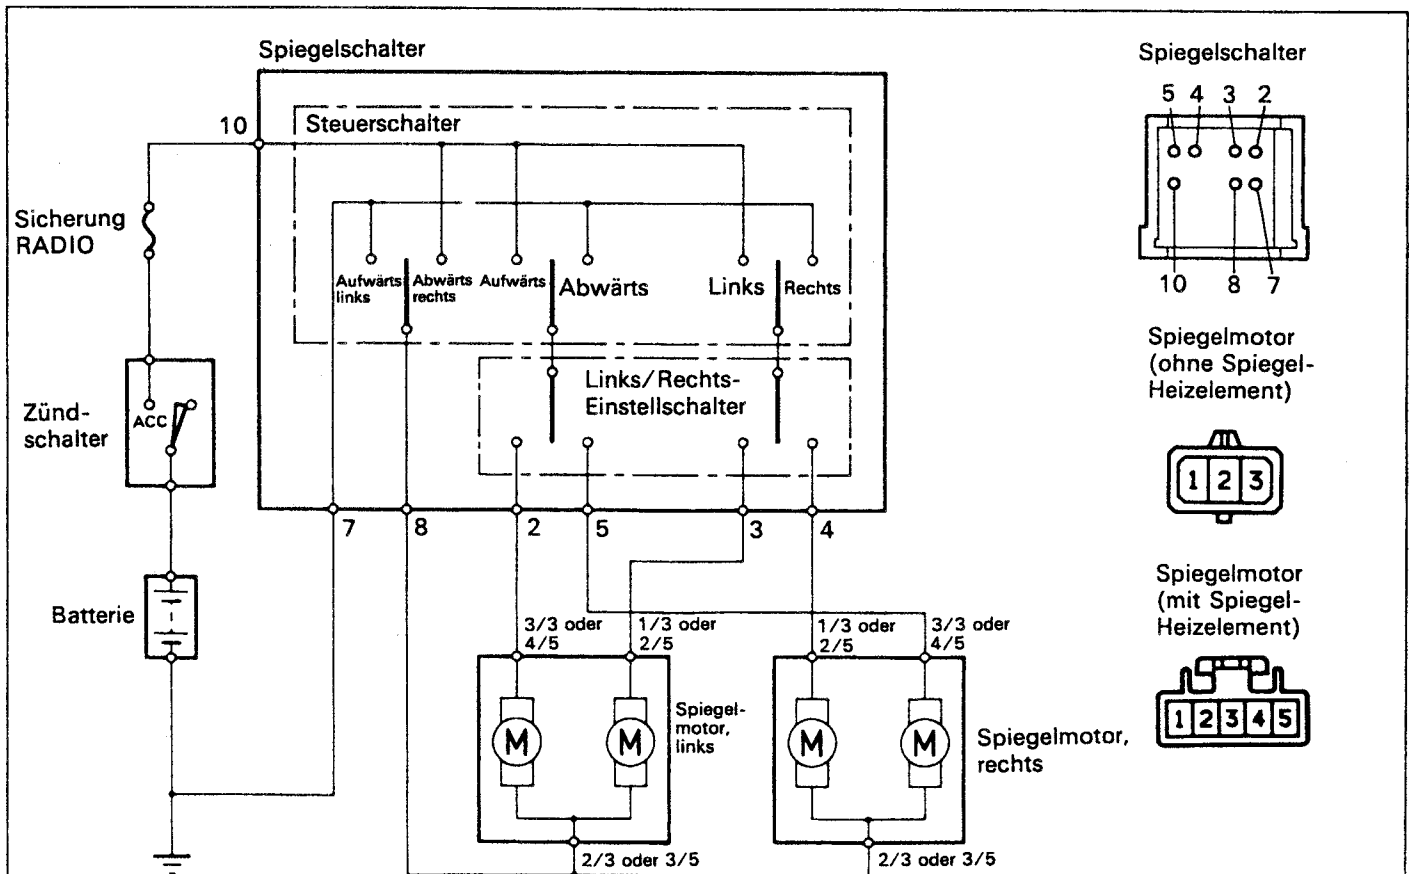 Spiegelschalter
10
Steuerschalter
Sicherung
RADIO
Aufwärts
links
Abwärts
rechts
Aufwärts
Abwärts
Links
Rechts
Links/Rechts-
Einstellschalter
Zünd-
schalter
ACC
7
8
2
5
3
4
Batterie
3/3 oder
4/5
1/3 oder
2/5
1/3 oder
2/5
3/3 oder
4/5
M
M
Spiegel-
motor,
links
M
M
Spiegelmotor,
rechts
2/3 oder 3/5
2/3 oder 3/5
Spiegelschalter
5 4 3 2
10 8 7
Spiegelmotor
(ohne Spiegel-
Heizelement)
1 2 3
Spiegelmotor
(mit Spiegel-
Heizelement)
1 2 3 4 5